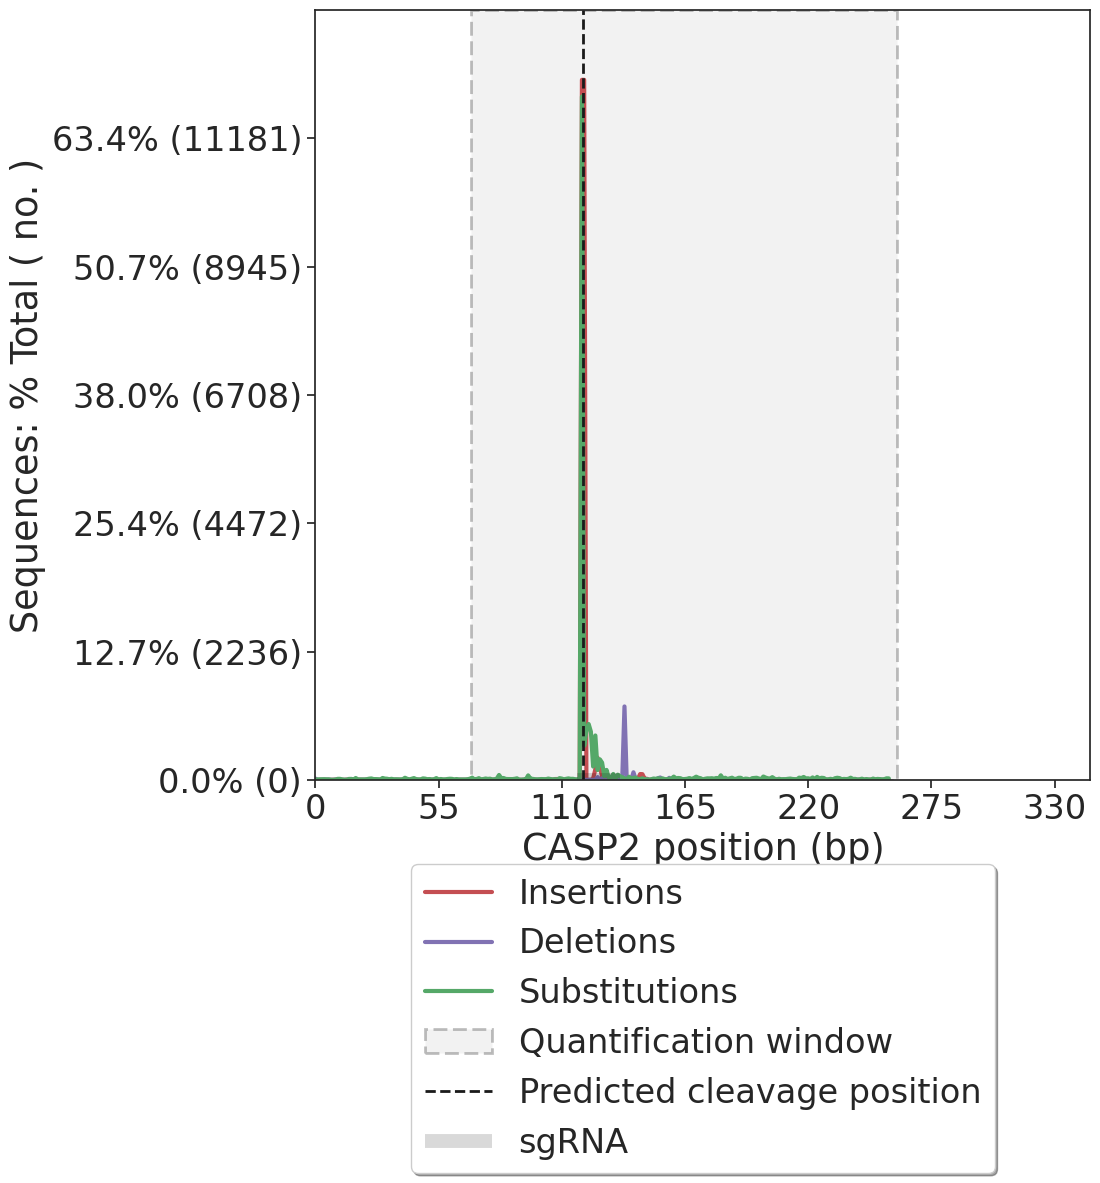 Sequences: % Total ( no. )
63.4% (11181)
50.7% (8945)
38.0% (6708)
25.4% (4472)
12.7% (2236)
0.0% (0)
0 55 110 165 220 275 330
CASP2 position (bp)
Insertions
Deletions
Substitutions
Quantification window
Predicted cleavage position
sgRNA